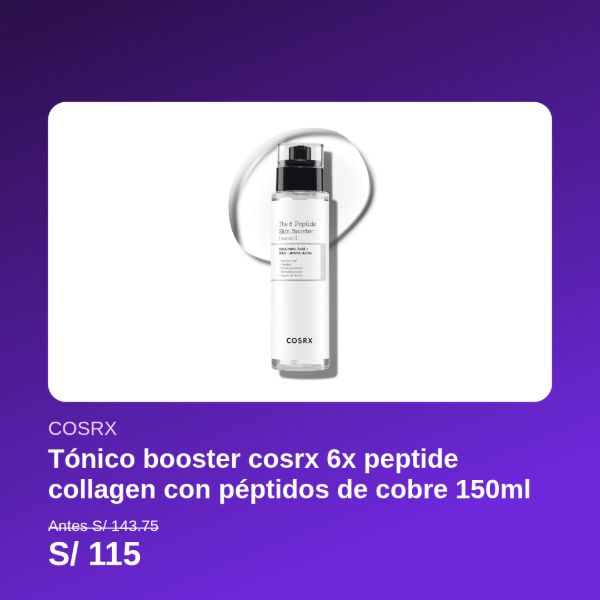 The 6 Peptide
Skin Booster
COSRX
COSRX
Tónico booster cosrx 6x peptide
collagen con péptidos de cobre 150ml
Antes S/ 143.75
S/ 115